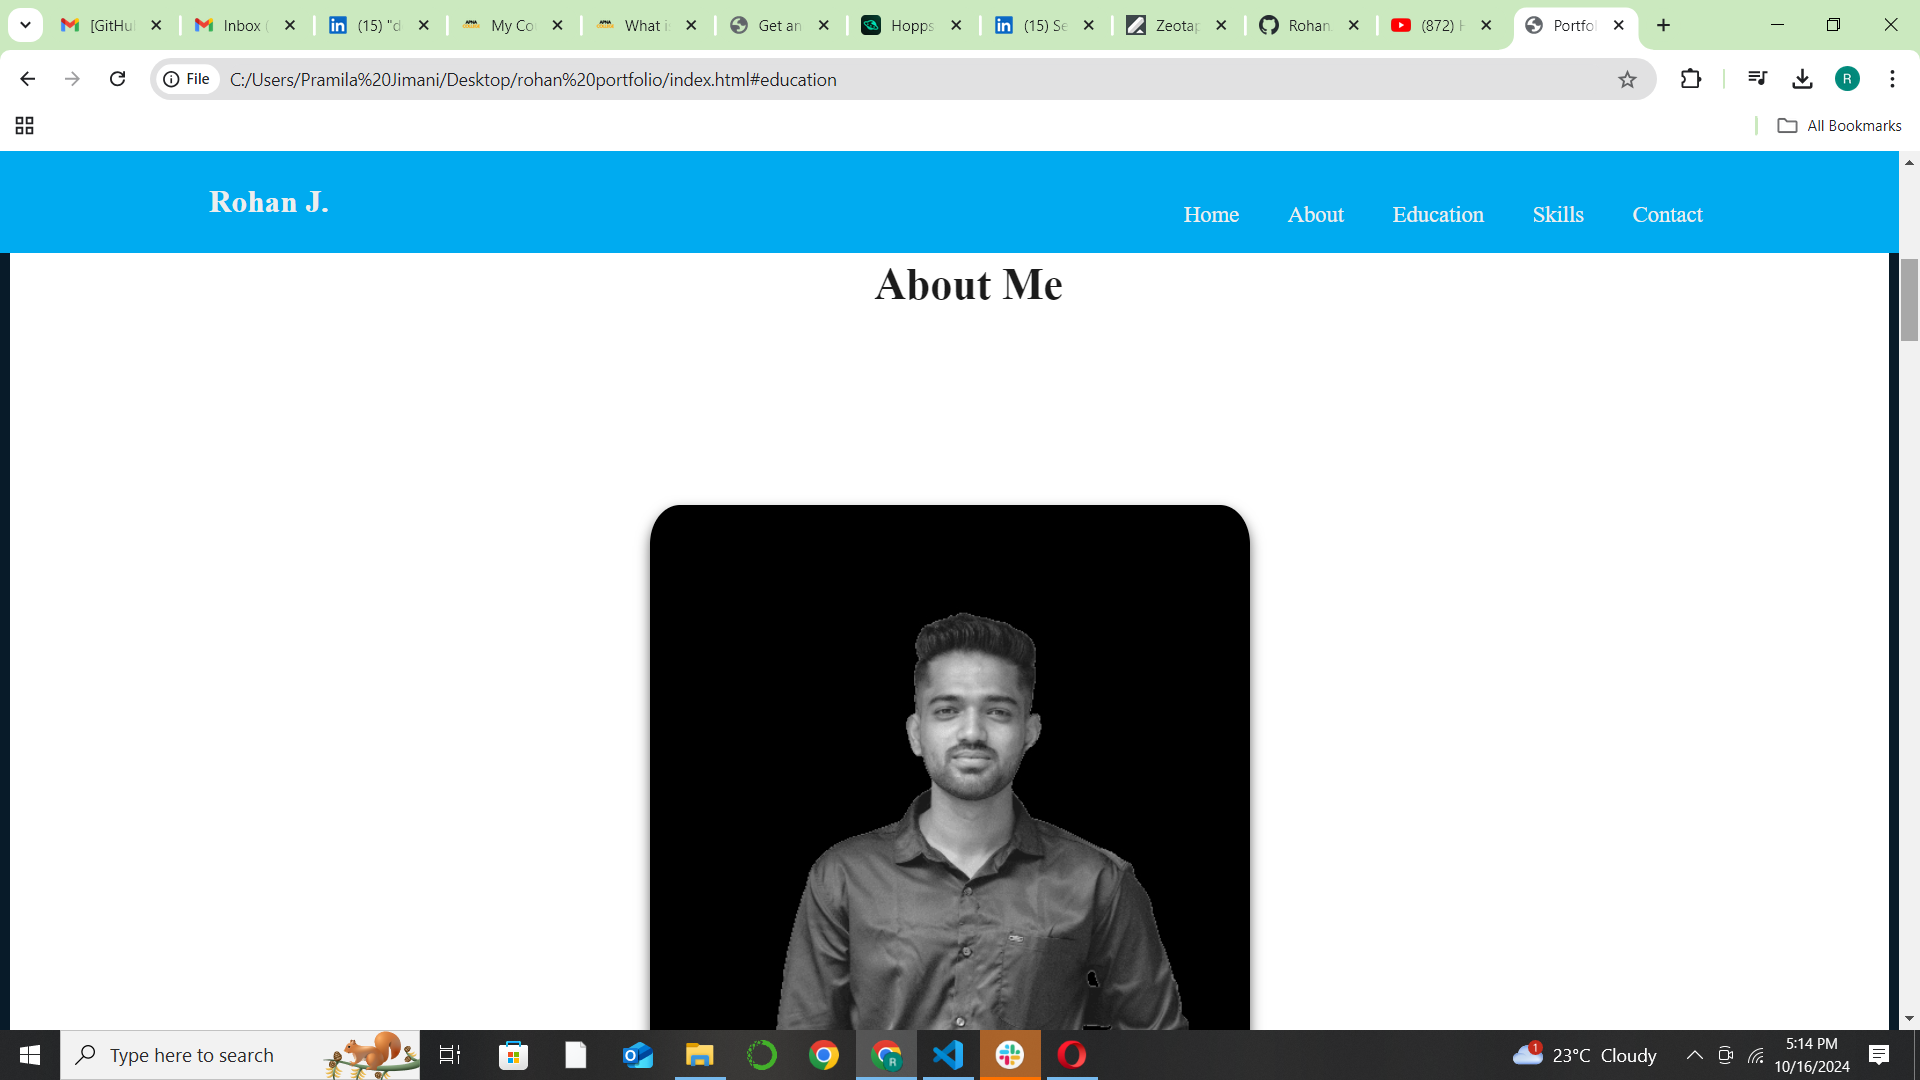 [GitHu
Inbox (
(15) "d
My Co
What i
Get an
Hopps
(15) Se
Zeotap
Rohan
(872) H
Portfol
File
C:/Users/Pramila%20Jimani/Desktop/rohan%20portfolio/index.html#education
R
All Bookmarks
Rohan J.
Home
About
Education
Skills
Contact
About Me
Type here to search
1
23°C Cloudy
5:14 PM
10/16/2024